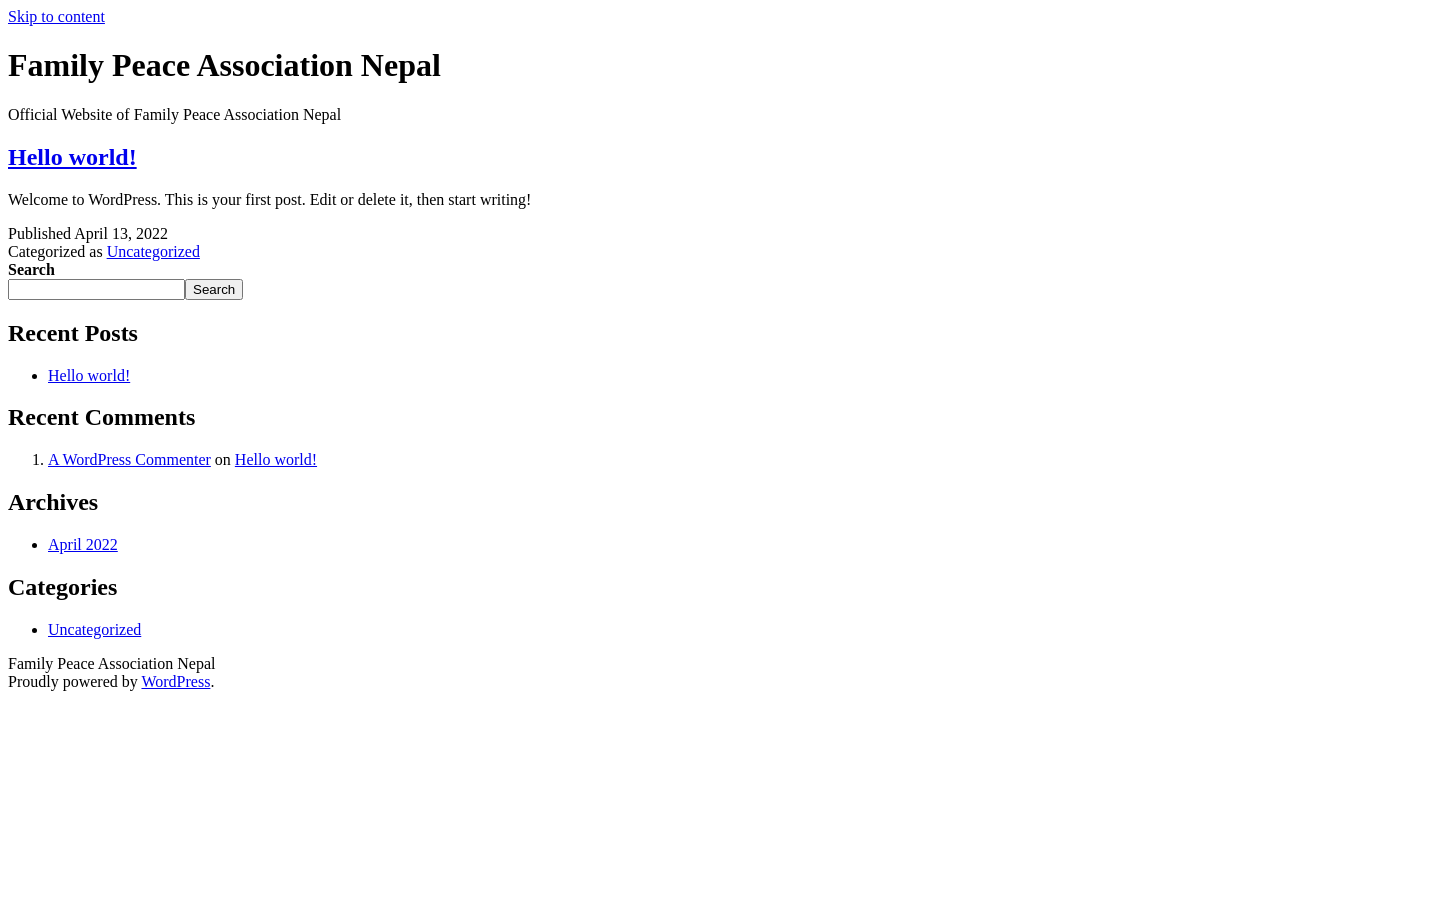 Skip to content
Family Peace Association Nepal
Official Website of Family Peace Association Nepal
Hello world!
Welcome to WordPress. This is your first post. Edit or delete it, then start writing!
Published April 13, 2022
Categorized as Uncategorized
Search
Search
Recent Posts
Hello world!
Recent Comments
1. A WordPress Commenter on Hello world!
Archives
April 2022
Categories
Uncategorized
Family Peace Association Nepal
Proudly powered by WordPress.